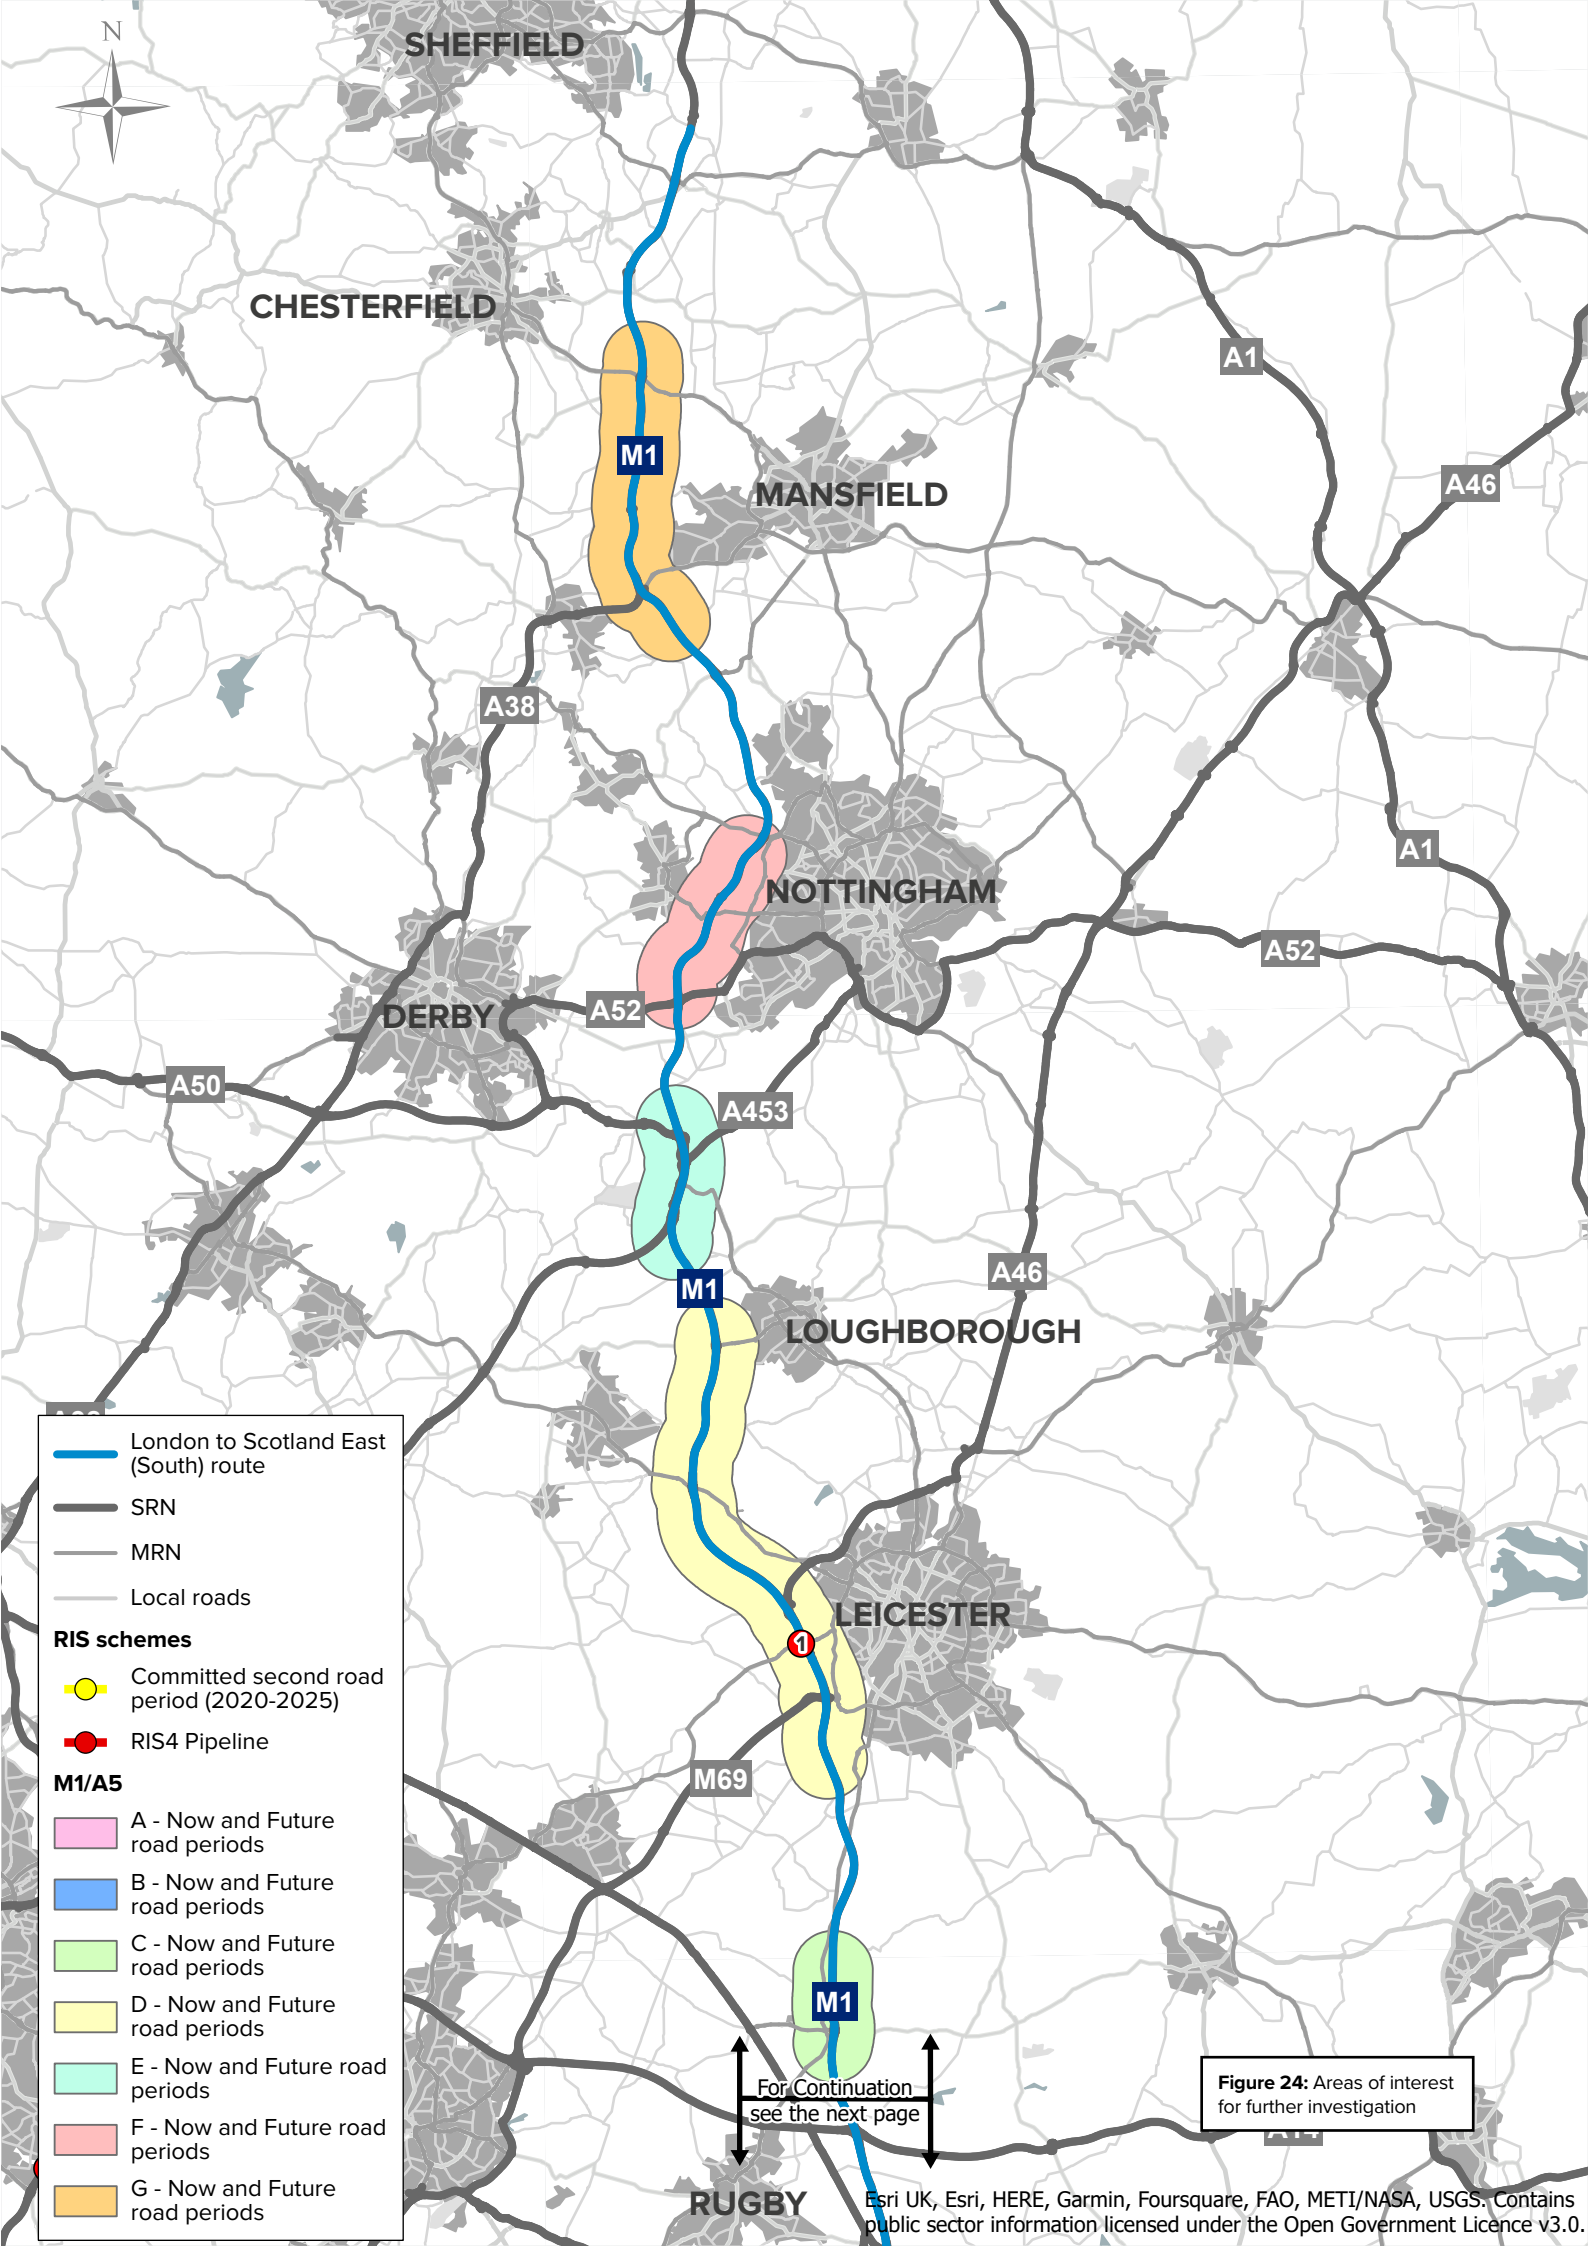 N
SHEFFIELD
CHESTERFIELD
A1
M1
A46
MANSFIELD
A38
A1
NOTTINGHAM
A52
A52
DERBY
A50
A453
A46
M1
LOUGHBOROUGH
LEICESTER
1
M69
M1
London to Scotland East
(South) route
SRN
MRN
Local roads
RIS schemes
Committed second road
period (2020-2025)
RIS4 Pipeline
M1/A5
A - Now and Future
road periods
B - Now and Future
road periods
C - Now and Future
road periods
D - Now and Future
road periods
E - Now and Future road
periods
F - Now and Future road
periods
G - Now and Future
road periods
For Continuation
see the next page
Figure 24: Areas of interest
for further investigation
RUGBY
Esri UK, Esri, HERE, Garmin, Foursquare, FAO, METI/NASA, USGS. Contains
public sector information licensed under the Open Government Licence v3.0.